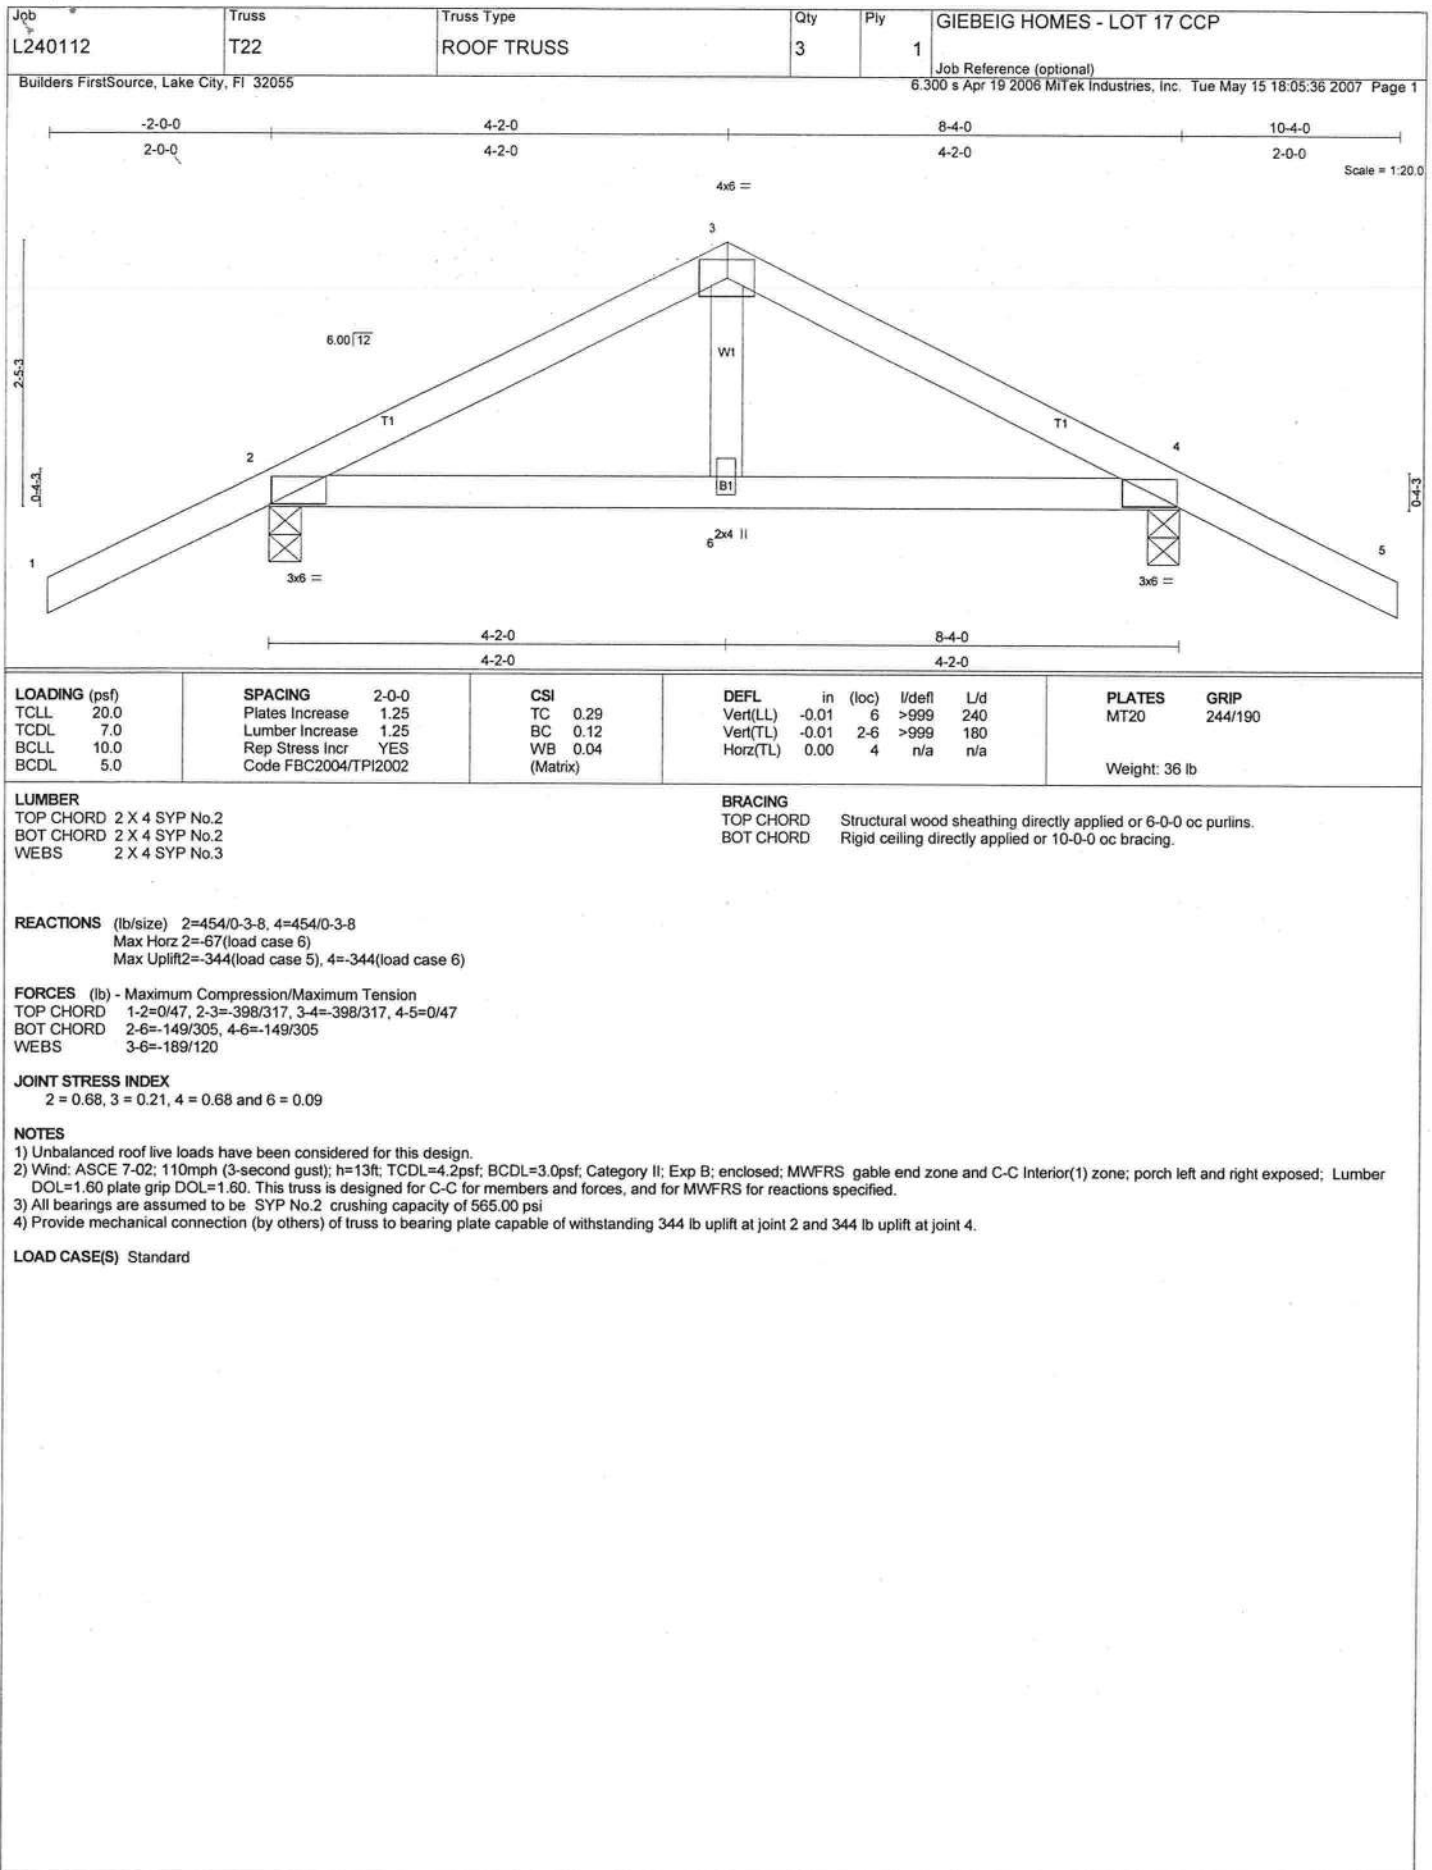 Job Truss Truss Type Qty Ply GIEBEIG HOMES - LOT 17 CCP
L240112 T22 ROOF TRUSS 3 1
Job Reference (optional)
Builders FirstSource, Lake City, Fl 32055 6.300 s Apr 19 2006 MiTek Industries, Inc. Tue May 15 18:05:36 2007 Page 1
-2-0-0 4-2-0 8-4-0 10-4-0
2-0-0 4-2-0 4-2-0 2-0-0
Scale = 1:20.0
4x6 =
3
6.00 12
W1
2-5-3
T1 T1
2 4
0-4-3 0-4-3
B1
2x4 II
6
1 5
3x6 = 3x6 =
4-2-0 8-4-0
4-2-0 4-2-0
LOADING (psf) SPACING 2-0-0 CSI DEFL in (loc) l/defl L/d PLATES GRIP
TCLL 20.0 Plates Increase 1.25 TC 0.29 Vert(LL) -0.01 6 >999 240 MT20 244/190
TCDL 7.0 Lumber Increase 1.25 BC 0.12 Vert(TL) -0.01 2-6 >999 180
BCLL 10.0 Rep Stress Incr YES WB 0.04 Horz(TL) 0.00 4 n/a n/a
BCDL 5.0 Code FBC2004/TPI2002 (Matrix) Weight: 36 lb
LUMBER BRACING
TOP CHORD 2 X 4 SYP No.2 TOP CHORD Structural wood sheathing directly applied or 6-0-0 oc purlins.
BOT CHORD 2 X 4 SYP No.2 BOT CHORD Rigid ceiling directly applied or 10-0-0 oc bracing.
WEBS 2 X 4 SYP No.3
REACTIONS (lb/size) 2=454/0-3-8, 4=454/0-3-8
Max Horz 2=-67(load case 6)
Max Uplift2=-344(load case 5), 4=-344(load case 6)
FORCES (lb) - Maximum Compression/Maximum Tension
TOP CHORD 1-2=0/47, 2-3=-398/317, 3-4=-398/317, 4-5=0/47
BOT CHORD 2-6=-149/305, 4-6=-149/305
WEBS 3-6=-189/120
JOINT STRESS INDEX
2 = 0.68, 3 = 0.21, 4 = 0.68 and 6 = 0.09
NOTES
1) Unbalanced roof live loads have been considered for this design.
2) Wind: ASCE 7-02; 110mph (3-second gust); h=13ft; TCDL=4.2psf; BCDL=3.0psf; Category II; Exp B; enclosed; MWFRS gable end zone and C-C Interior(1) zone; porch left and right exposed; Lumber
DOL=1.60 plate grip DOL=1.60. This truss is designed for C-C for members and forces, and for MWFRS for reactions specified.
3) All bearings are assumed to be SYP No.2 crushing capacity of 565.00 psi
4) Provide mechanical connection (by others) of truss to bearing plate capable of withstanding 344 lb uplift at joint 2 and 344 lb uplift at joint 4.
LOAD CASE(S) Standard